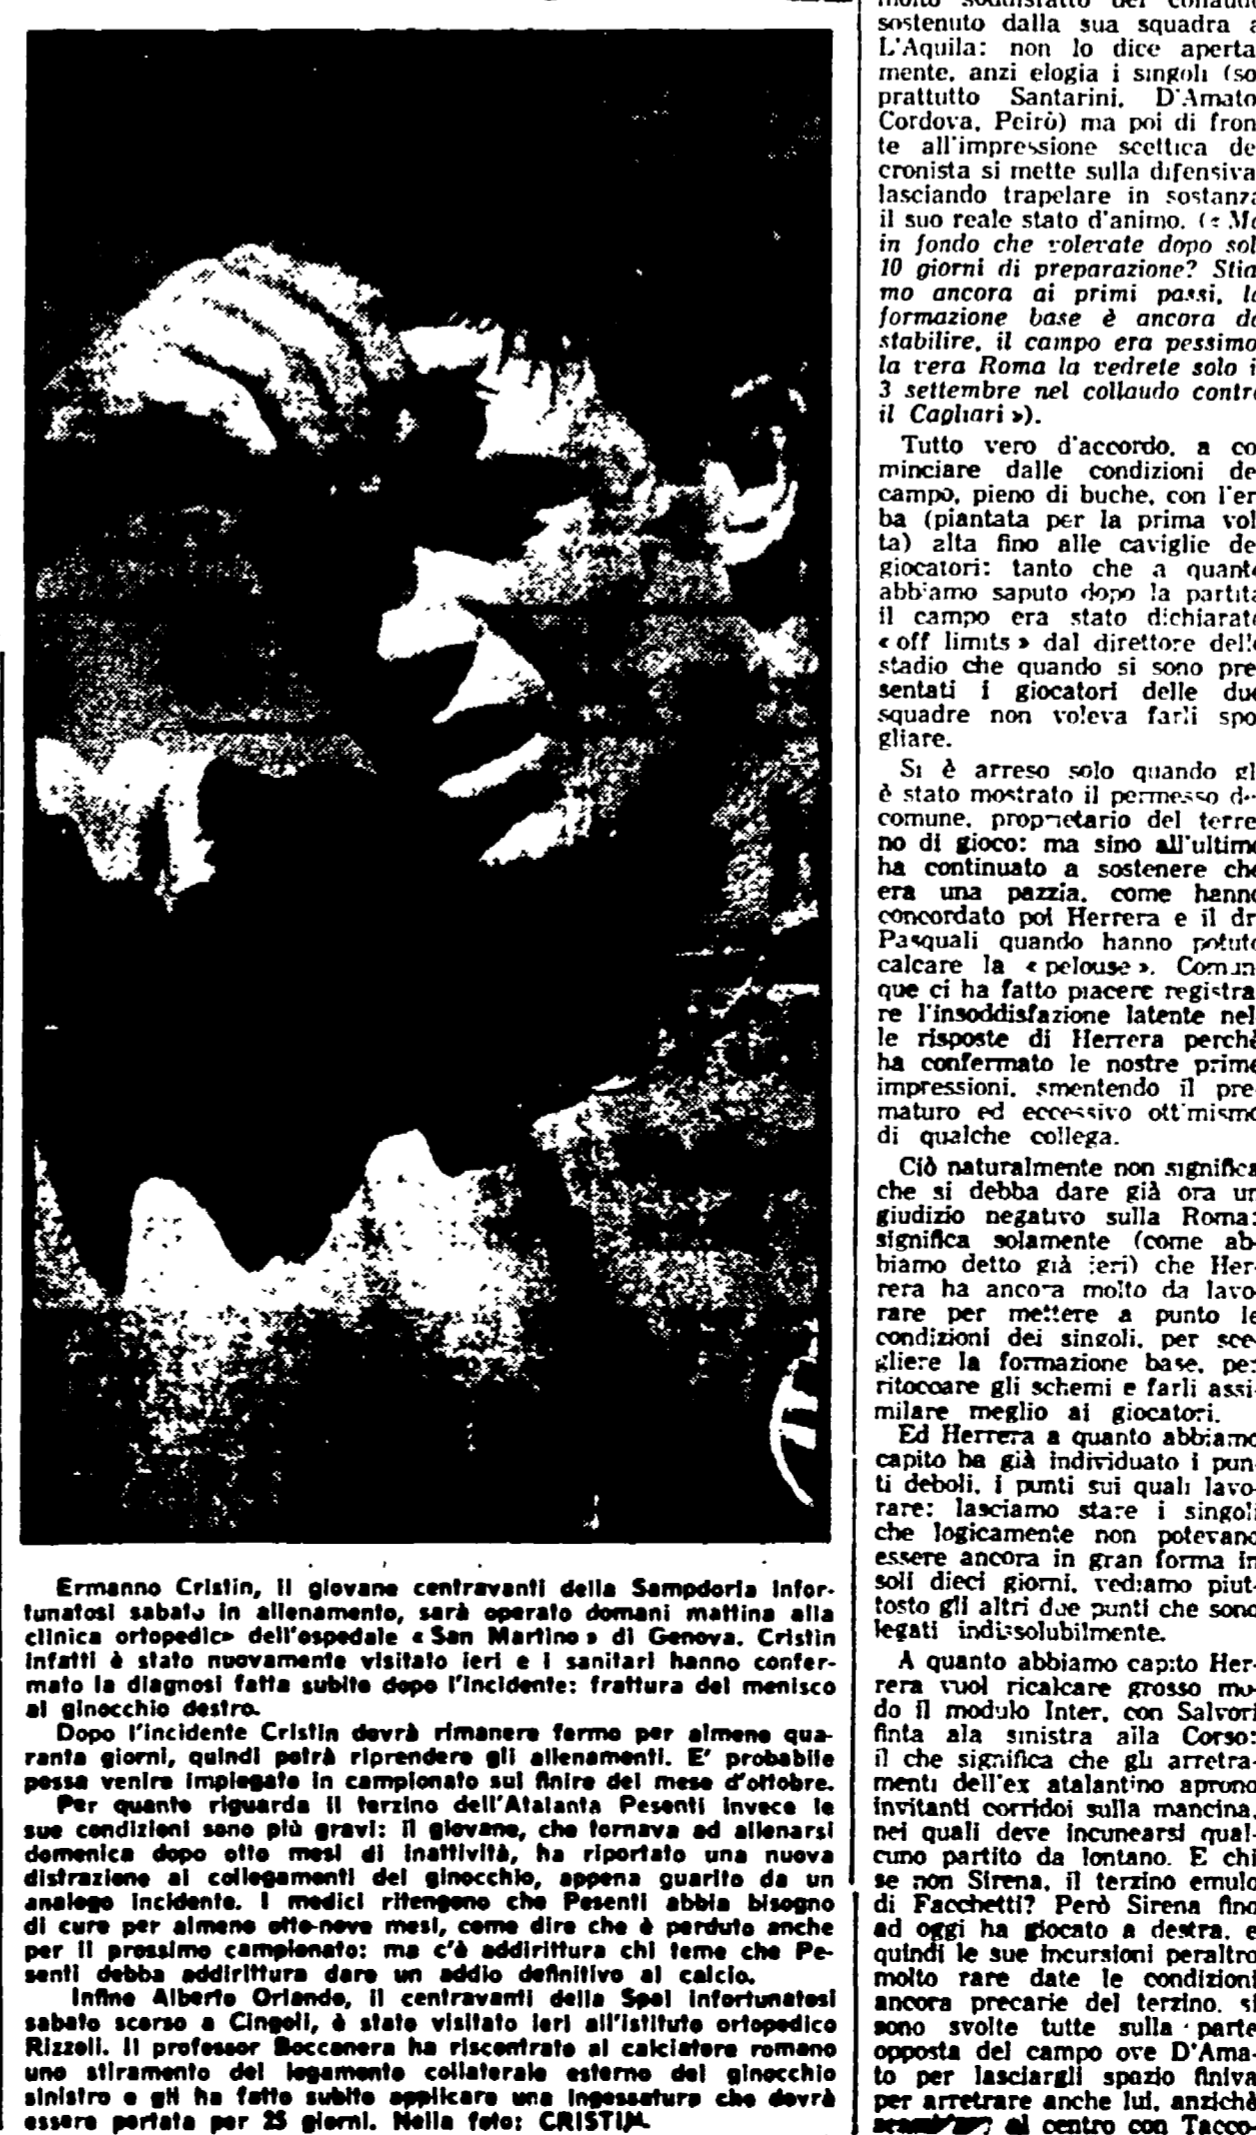 Ermanno Cristin, il giovane centravanti della Sampdoria infor-
tunatosi sabato in allenamento, sarà operato domani mattina alla
clinica ortopedica dell'ospedale « San Martino » di Genova. Cristin
infatti è stato nuovamente visitato ieri e i sanitari hanno confer-
mato la diagnosi fatta subito dopo l'incidente: frattura del menisco
al ginocchio destro.
Dopo l'incidente Cristin dovrà rimanere fermo per almeno qua-
ranta giorni, quindi potrà riprendere gli allenamenti. E' probabile
possa venire impiegato in campionato sul finire del mese d'ottobre.
Per quanto riguarda il terzino dell'Atalanta Pesenti invece le
sue condizioni sono più gravi: il giovane, che tornava ad allenarsi
domenica dopo otto mesi di inattività, ha riportato una nuova
distrazione ai collegamenti del ginocchio, appena guarito da un
analogo incidente. I medici ritengono che Pesenti abbia bisogno
di cure per almeno otto-nove mesi, come dire che è perduto anche
per il prossimo campionato: ma c'è addirittura chi teme che Pe-
senti debba addirittura dare un addio definitivo al calcio.
Infine Alberto Orlando, il centravanti della Spal infortunatosi
sabato scorso a Cingoli, è stato visitato ieri all'istituto ortopedico
Rizzoli. Il professor Boccanera ha riscontrato al calciatore romano
uno stiramento del legamento collaterale esterno del ginocchio
sinistro e gli ha fatto subito applicare una ingessatura che dovrà
essere portata per 25 giorni. Nella foto: CRISTIN
molto soddisfatto del
sostenuto dalla sua squadra a
L'Aquila: non lo dice aperta
mente, anzi elogia i singoli (so
prattutto Santarini, D'Amato
Cordova, Peirò) ma poi di fron
te all'impressione scettica de
cronista si mette sulla difensiva
lasciando trapelare in sostanza
il suo reale stato d'animo. (« Ma
in fondo che volevate dopo sol
10 giorni di preparazione? Stia
mo ancora ai primi passi, la
formazione base è ancora da
stabilire, il campo era pessimo
la vera Roma la vedrete solo i
3 settembre nel collaudo contro
il Cagliari »).
Tutto vero d'accordo, a co
minciare dalle condizioni de
campo, pieno di buche, con l'er
ba (piantata per la prima vol
ta) alta fino alle caviglie de
giocatori: tanto che a quanto
abbiamo saputo dopo la partita
il campo era stato dichiarato
« off limits » dal direttore dello
stadio che quando si sono pre
sentati i giocatori delle due
squadre non voleva farli spo
gliare.
Si è arreso solo quando gl
è stato mostrato il permesso de
comune, proprietario del terre
no di gioco: ma sino all'ultimo
ha continuato a sostenere che
era una pazzia, come hanno
concordato poi Herrera e il dr
Pasquali quando hanno potuto
calcare la « pelouse ». Comun
que ci ha fatto piacere registra
re l'insoddisfazione latente nel
le risposte di Herrera perchè
ha confermato le nostre prime
impressioni, smentendo il pre
maturo ed eccessivo ottimismo
di qualche collega.
Ciò naturalmente non significa
che si debba dare già ora un
giudizio negativo sulla Roma:
significa solamente (come ab-
biamo detto già ieri) che Her-
rera ha ancora molto da lavo-
rare per mettere a punto le
condizioni dei singoli, per sce-
gliere la formazione base, per
ritoccare gli schemi e farli assi-
milare meglio ai giocatori.
Ed Herrera a quanto abbiamo
capito ha già individuato i pun-
ti deboli, i punti sui quali lavo-
rare: lasciamo stare i singoli
che logicamente non potevano
essere ancora in gran forma in
soli dieci giorni, vediamo piut-
tosto gli altri due punti che sono
legati indissolubilmente.
A quanto abbiamo capito Her-
rera vuol ricalcare grosso mo-
do il modulo Inter, con Salvori
finta ala sinistra alla Corso:
il che significa che gli arretra-
menti dell'ex atalantino aprono
invitanti corridoi sulla mancina,
nei quali deve incunearsi qual-
cuno partito da lontano. E chi
se non Sirena, il terzino emulo
di Facchetti? Però Sirena fino
ad oggi ha giocato a destra, e
quindi le sue incursioni peraltro
molto rare date le condizioni
ancora precarie del terzino, si
sono svolte tutte sulla parte
opposta del campo ove D'Ama-
to per lasciargli spazio finiva
per arretrare anche lui, anzichè
al centro con Tacco-